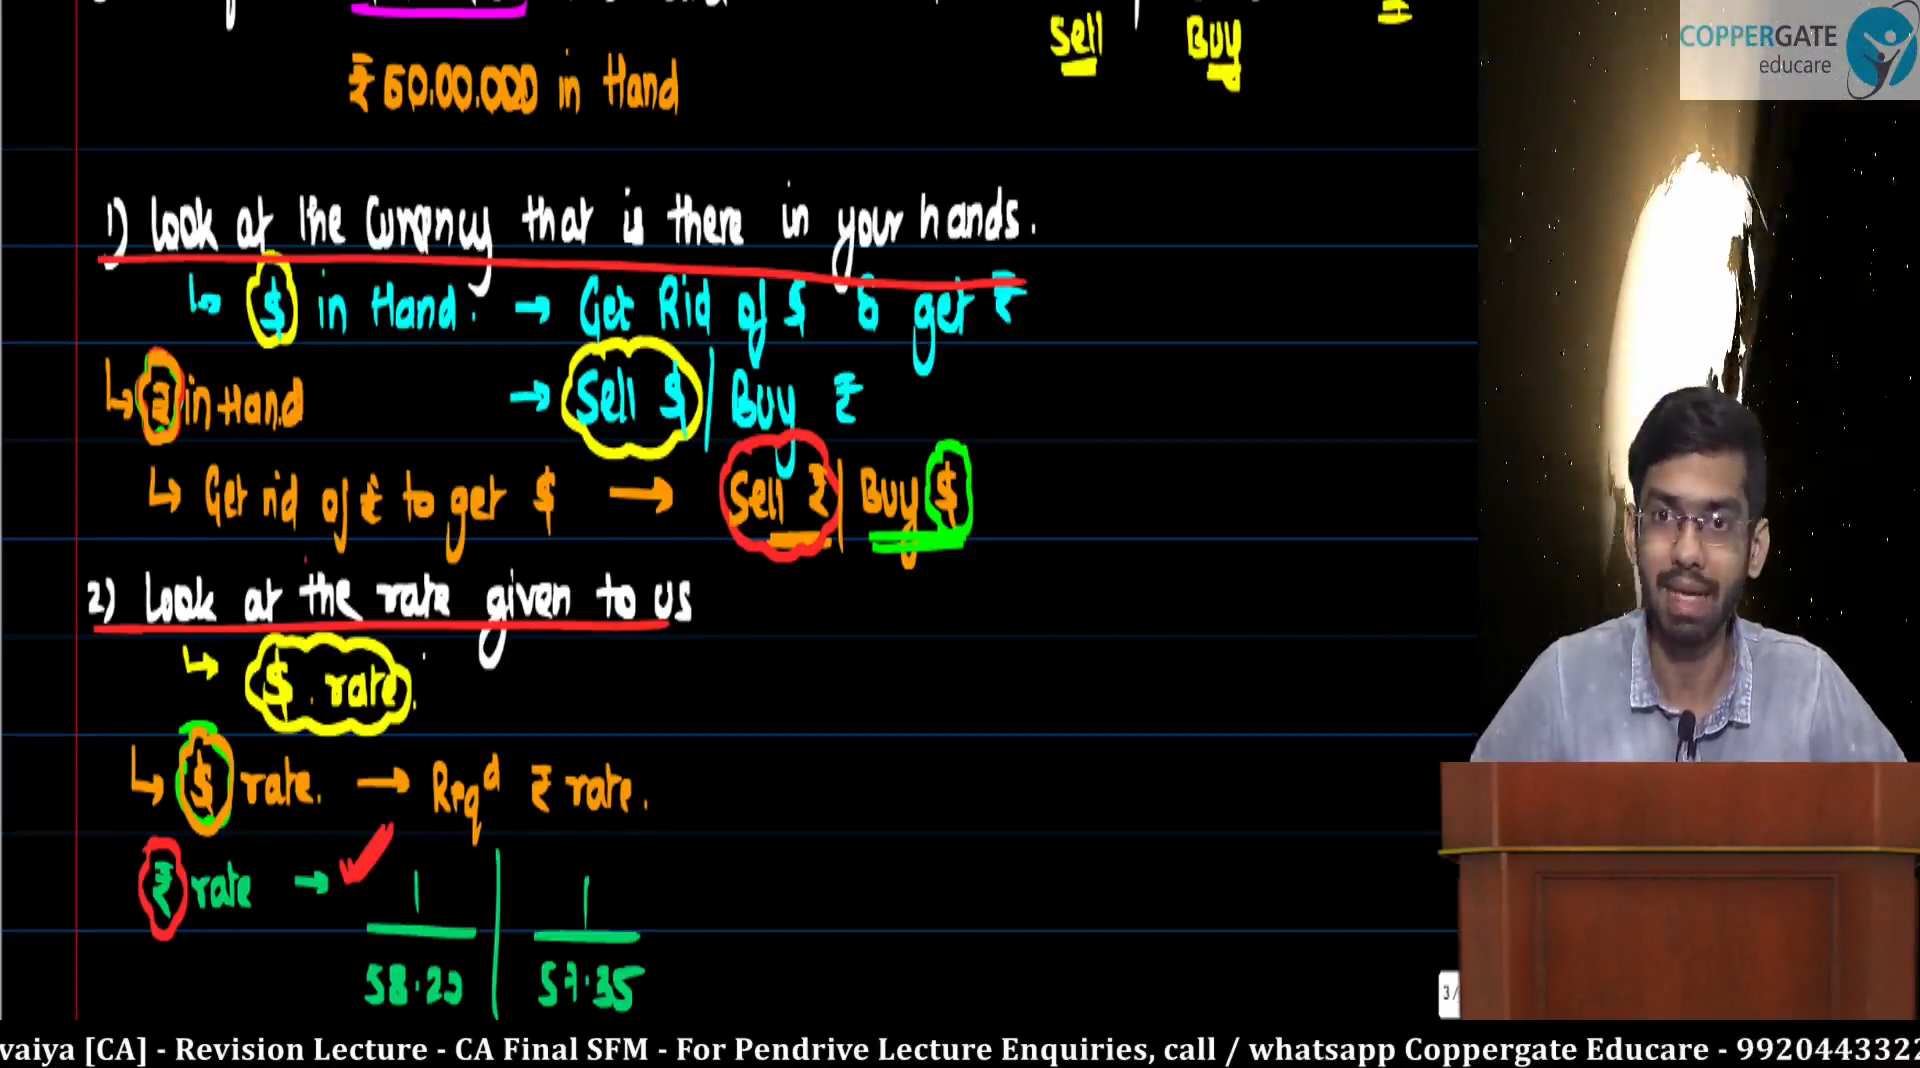 Sell Buy
COPPERGATE
educare
₹60,00,000 in Hand
1) Look at the Currency that is there in your hands.
↳ $ in Hand. → Get Rid of $ & get ₹
↳ ₹ in Hand → Sell $ | Buy ₹
↳ Get rid of ₹ to get $ → Sell ₹ | Buy $
2) Look at the rate given to us
↳ $ rate.
↳ $ rate. → Reqd ₹ rate.
₹ rate → 1 | 1
58.20 | 57.35
3/
vaiya [CA] - Revision Lecture - CA Final SFM - For Pendrive Lecture Enquiries, call / whatsapp Coppergate Educare - 992044332